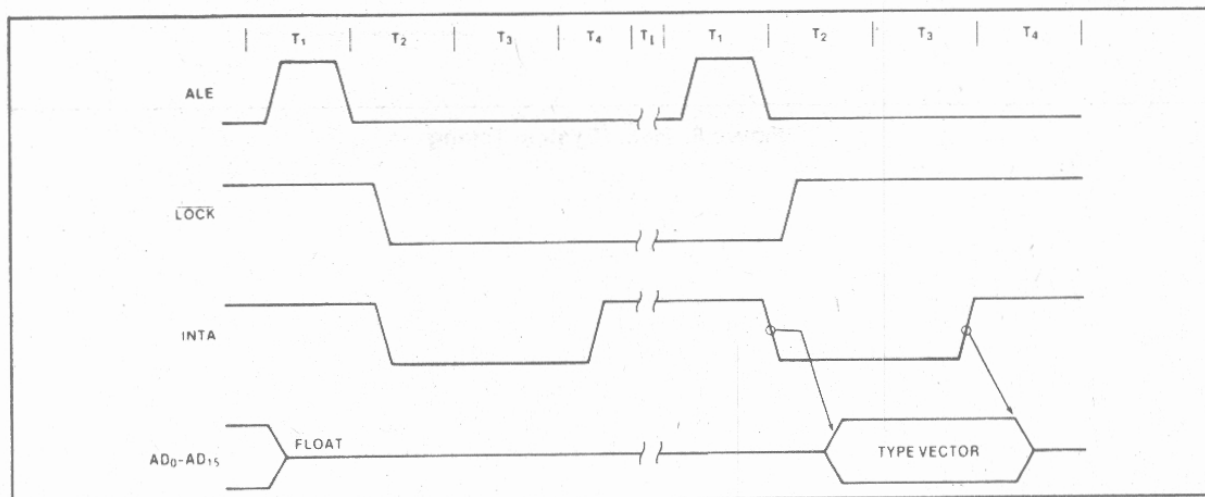 T₁ T₂ T₃ T₄ Tᵢ T₁ T₂ T₃ T₄
ALE
LOCK
INTA
FLOAT
AD₀-AD₁₅
TYPE VECTOR